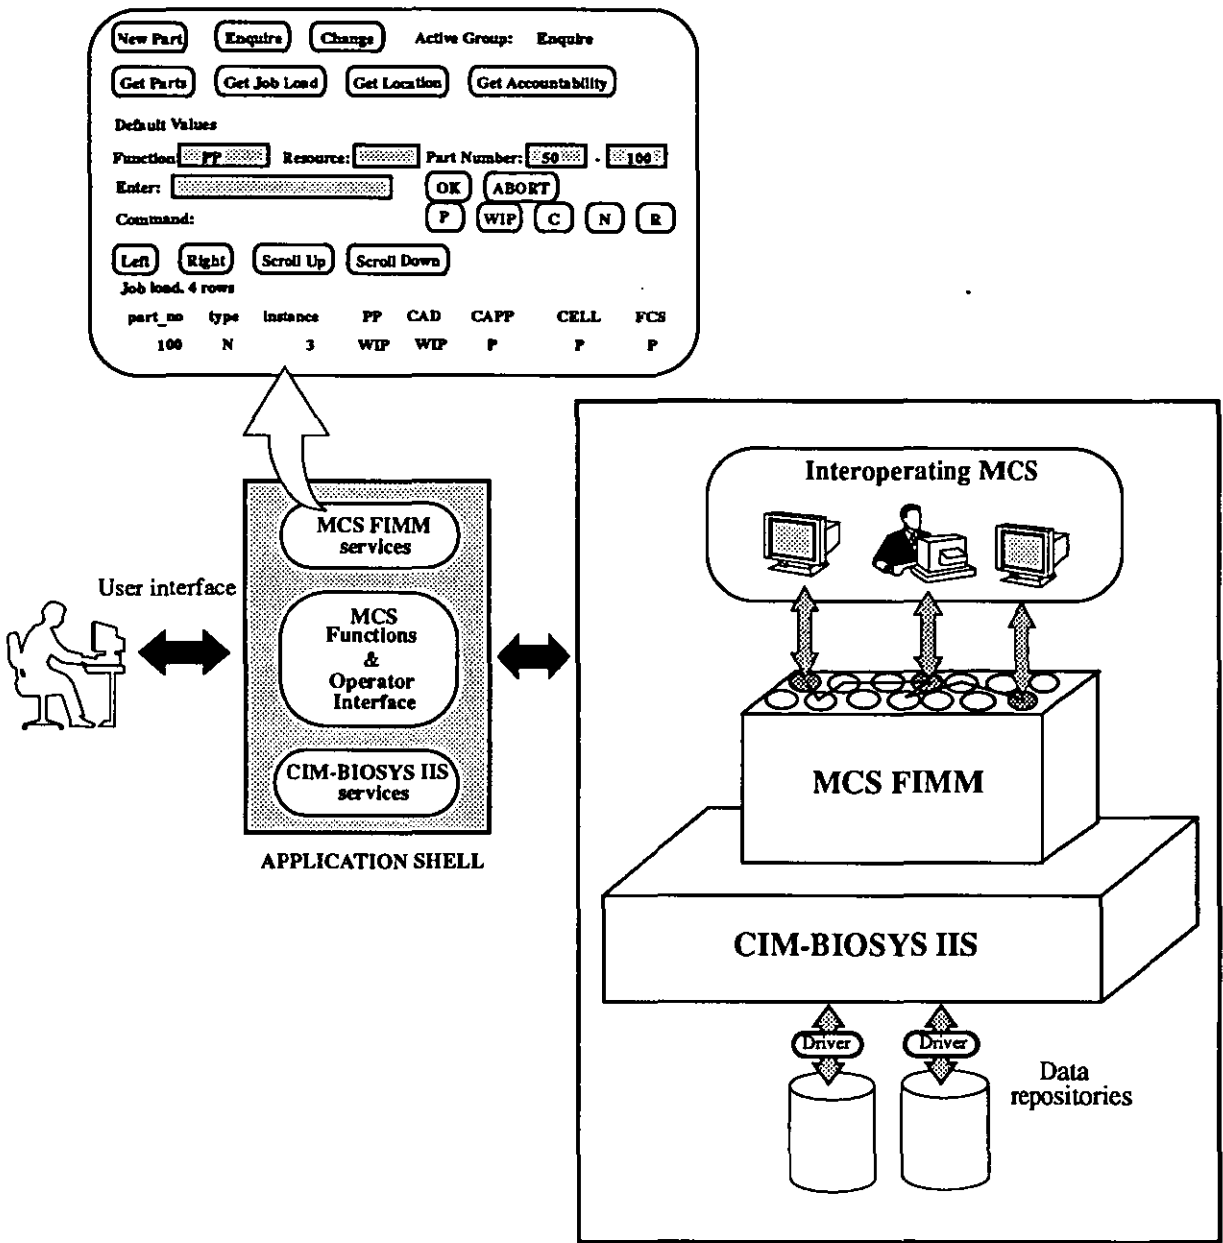 New Part Enquire Change Active Group: Enquire
Get Parts Get Job Load Get Location Get Accountability
Default Values
Function: PP Resource: Part Number: 50 - 100
Enter: OK ABORT
Command: P WIP C N R
Left Right Scroll Up Scroll Down
Job load. 4 rows
part_no type instance PP CAD CAPP CELL FCS
100 N 3 WIP WIP P P P
User interface
MCS FIMM
services
MCS
Functions
&
Operator
Interface
CIM-BIOSYS IIS
services
APPLICATION SHELL
Interoperating MCS
MCS FIMM
CIM-BIOSYS IIS
Driver Driver
Data
repositories